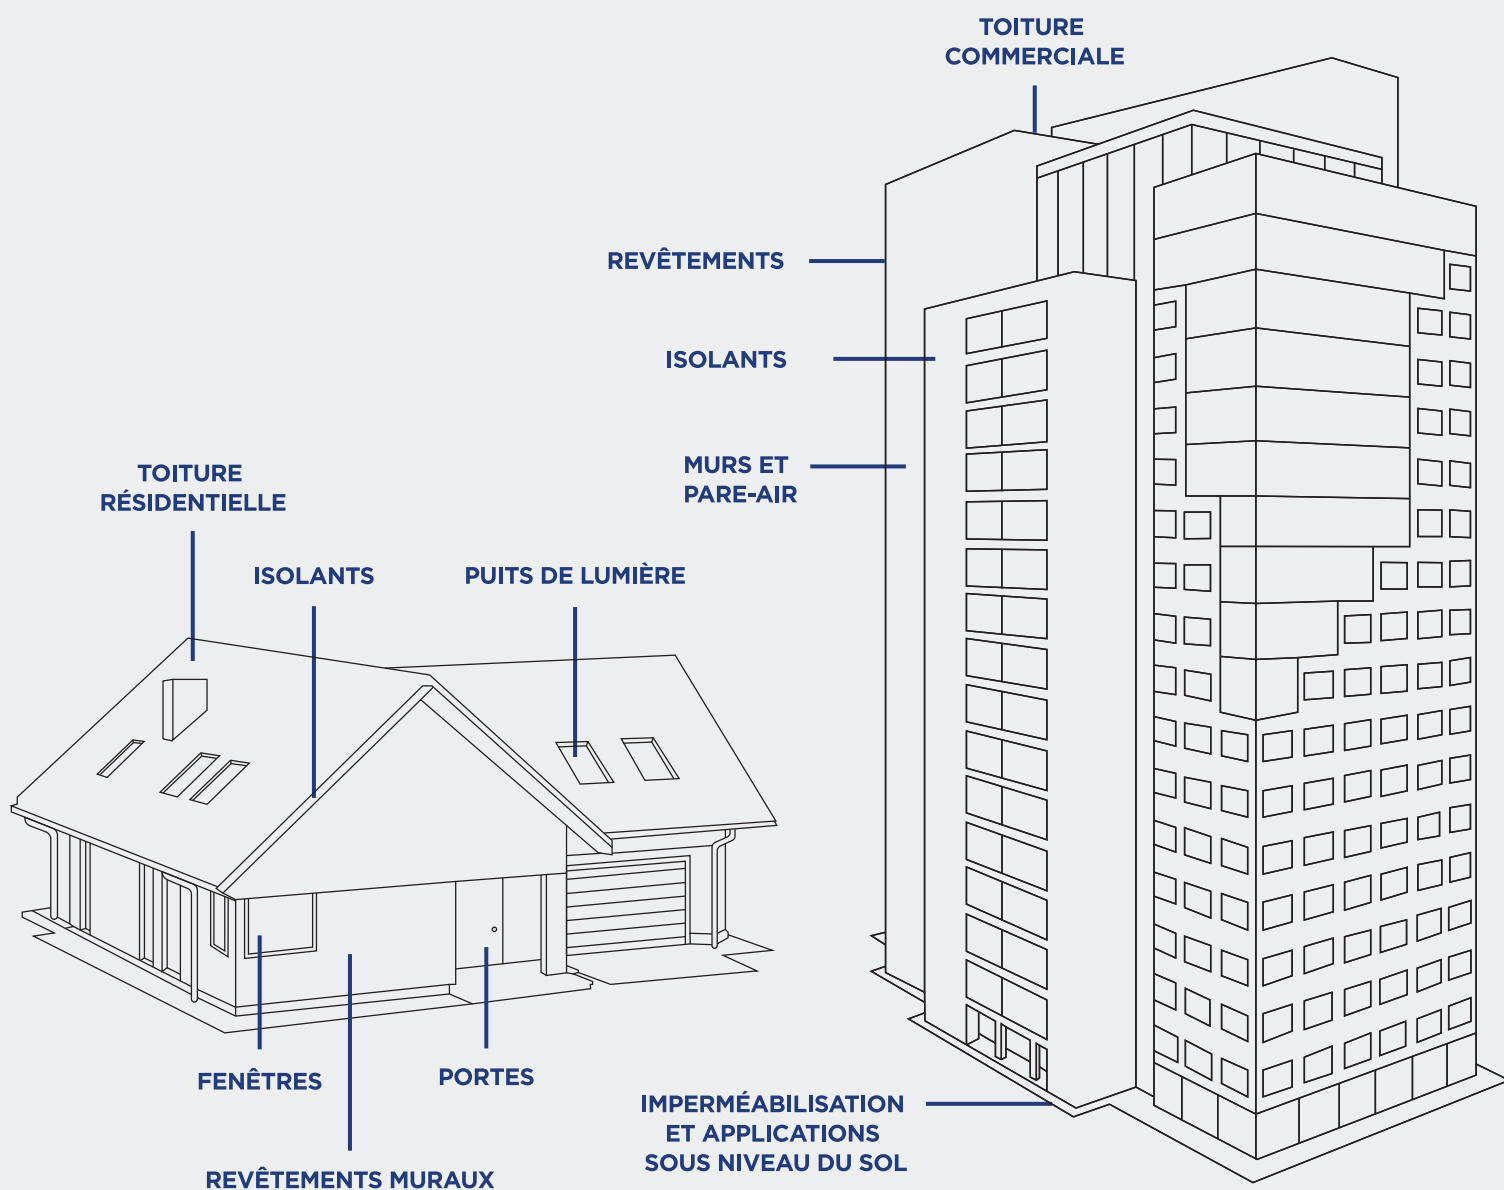 TOITURE
COMMERCIALE
REVÊTEMENTS
ISOLANTS
MURS ET
PARE-AIR
TOITURE
RÉSIDENTIELLE
ISOLANTS
PUITS DE LUMIÈRE
FENÊTRES
PORTES
REVÊTEMENTS MURAUX
IMPERMÉABILISATION
ET APPLICATIONS
SOUS NIVEAU DU SOL